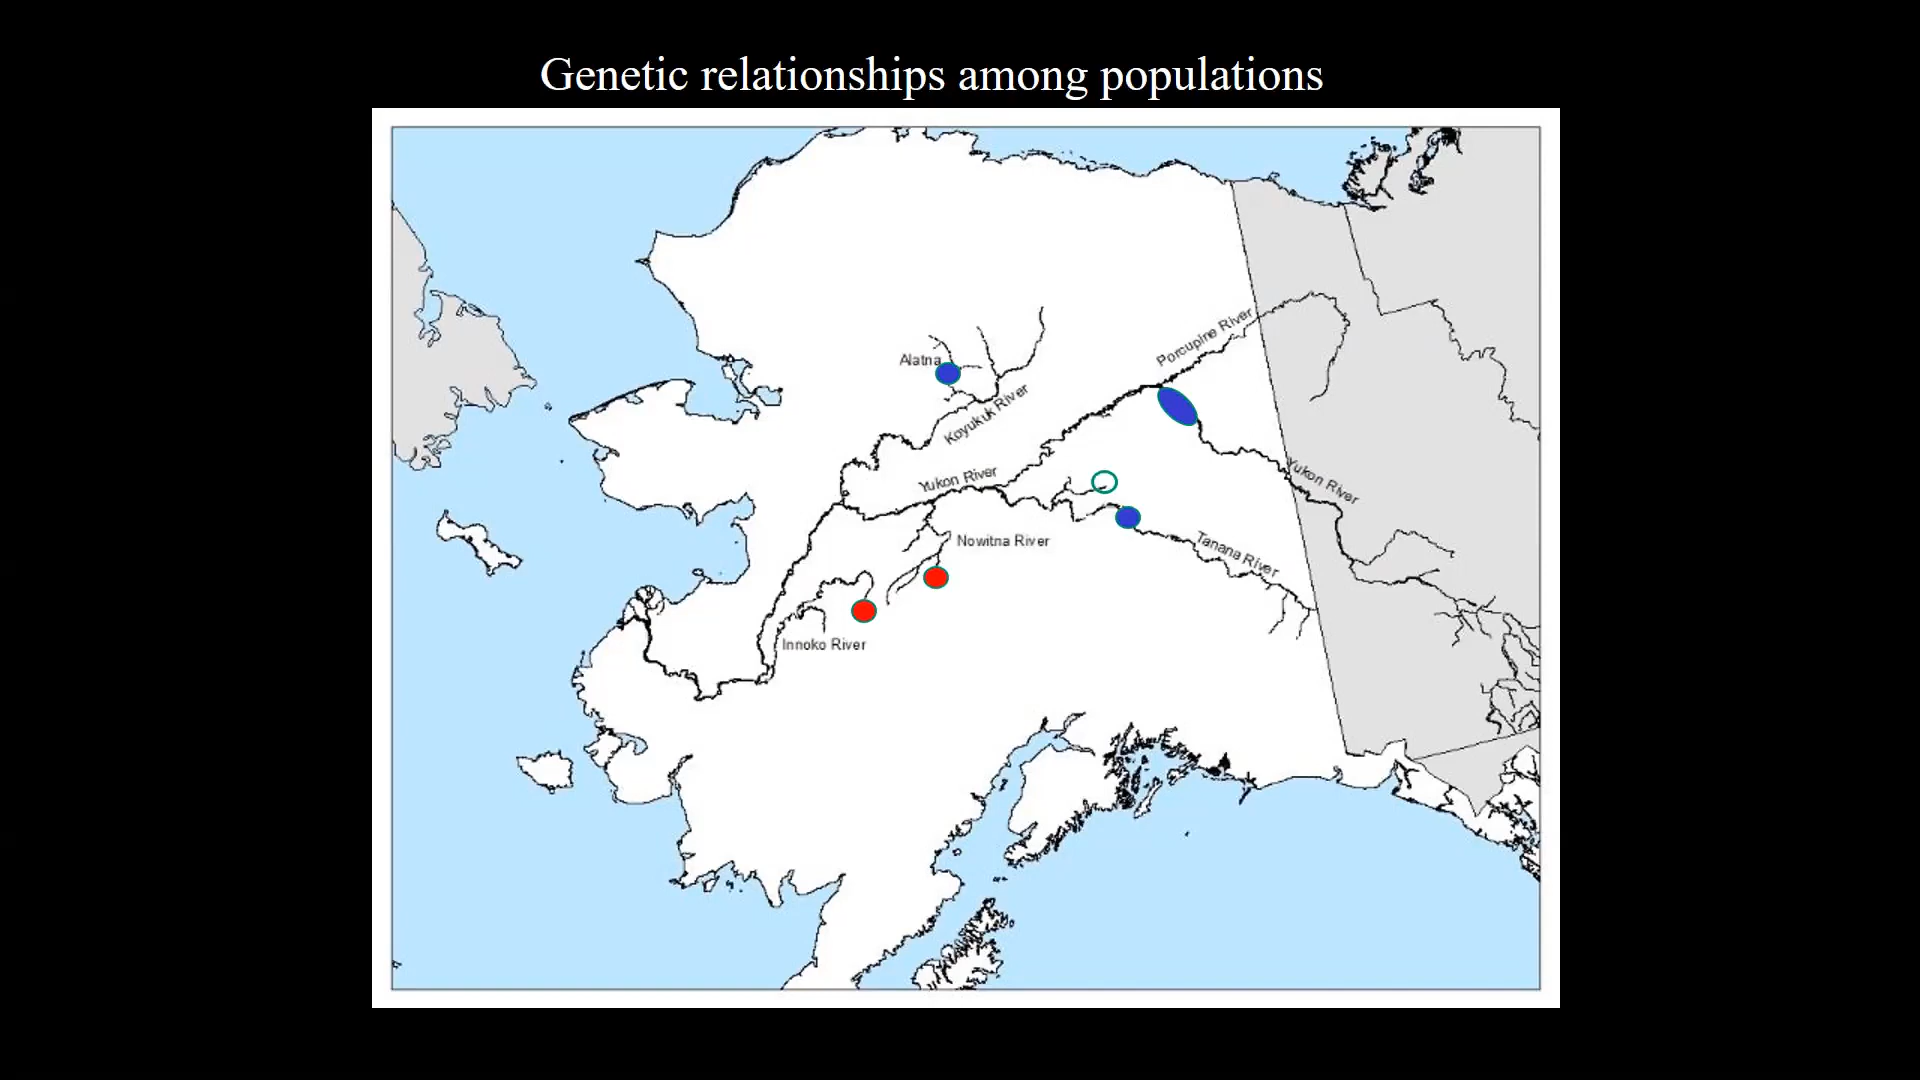 Genetic relationships among populations
Porcupine River
Alatna
Koyukuk River
Yukon River
Yukon River
Nowitna River
Tanana River
Innoko River